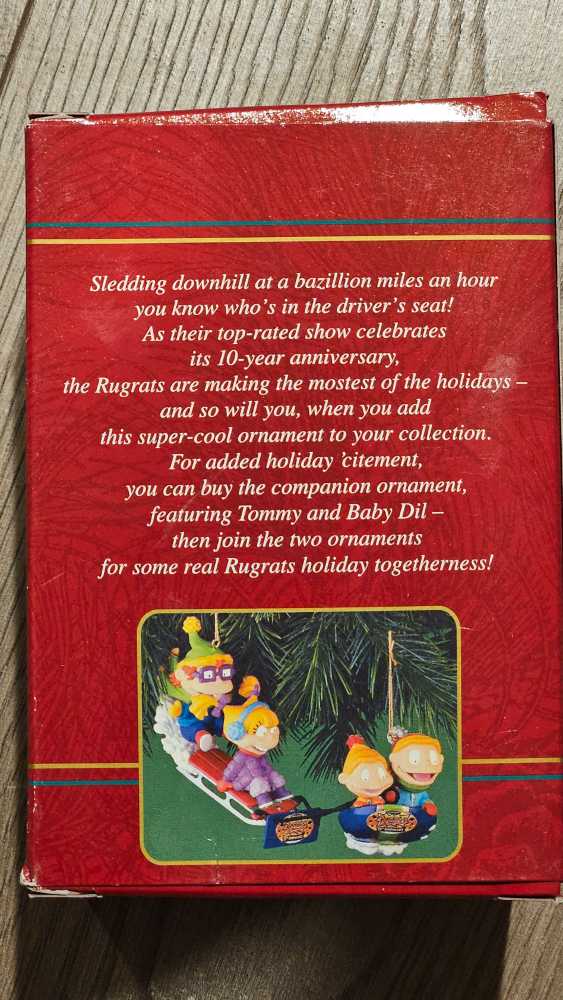 Sledding downhill at a bazillion miles an hour
you know who's in the driver's seat!
As their top-rated show celebrates
its 10-year anniversary,
the Rugrats are making the mostest of the holidays –
and so will you, when you add
this super-cool ornament to your collection.
For added holiday 'citement,
you can buy the companion ornament,
featuring Tommy and Baby Dil –
then join the two ornaments
for some real Rugrats holiday togetherness!